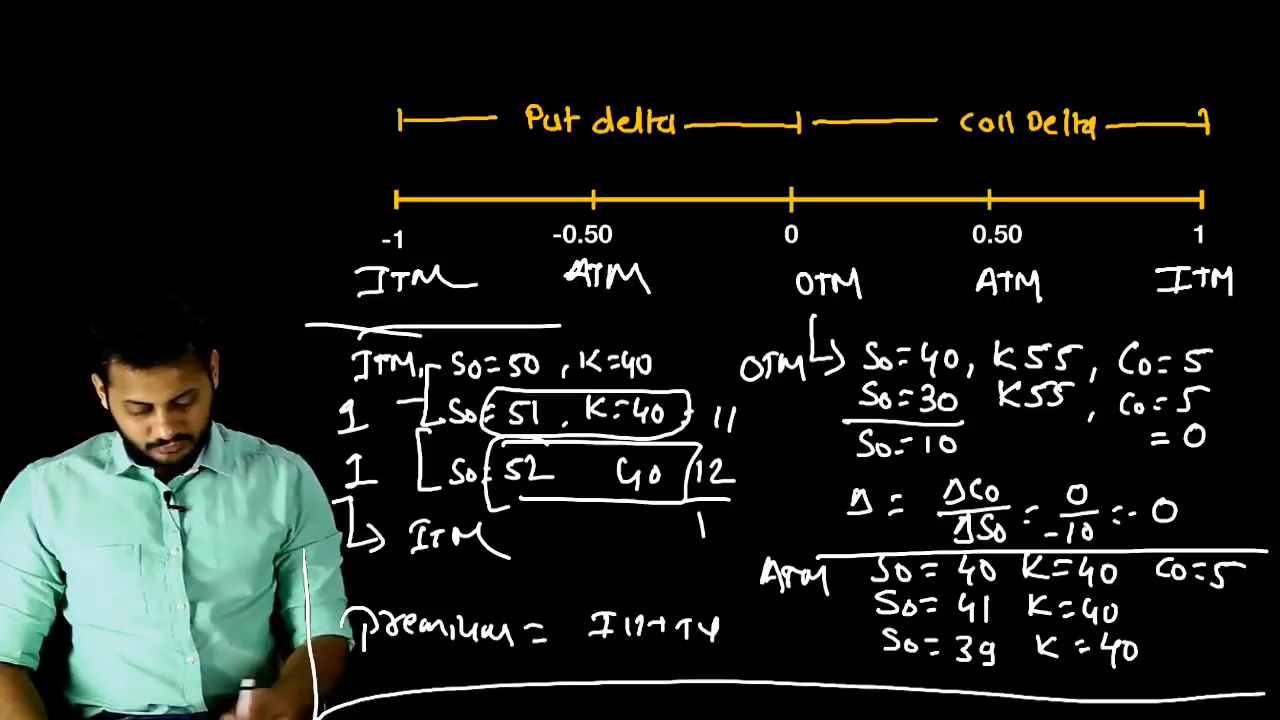 Put delta Call Delta
-1 -0.50 0 0.50 1
ITM ATM OTM ATM ITM
ITM S0=50, K=40
1 S0=51, K=40 - 11
1 S0=52 40 12
1
ITM
premium = IV+TV
OTM S0=40, K55, C0=5
S0=30 K55, C0=5
S0=10 =0
Δ = ΔC0/ΔS0 = 0/-10 = -0
ATM S0=40 K=40 C0=5
S0=41 K=40
S0=39 K=40